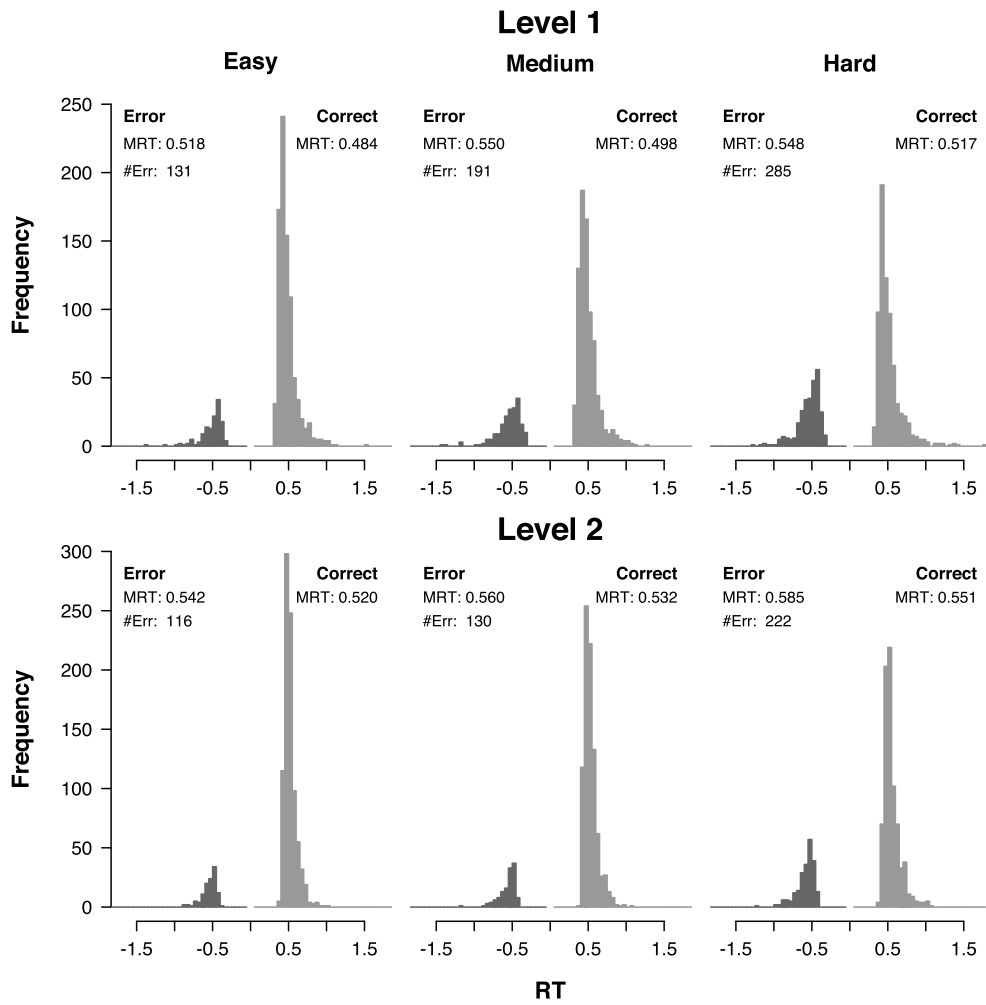 Level 1
Easy Medium Hard
Frequency
250
200
150
100
50
0
Error Correct
MRT: 0.518 MRT: 0.484
#Err: 131
Error Correct
MRT: 0.550 MRT: 0.498
#Err: 191
Error Correct
MRT: 0.548 MRT: 0.517
#Err: 285
-1.5 -0.5 0.5 1.5
-1.5 -0.5 0.5 1.5
-1.5 -0.5 0.5 1.5
Level 2
Frequency
300
250
200
150
100
50
0
Error Correct
MRT: 0.542 MRT: 0.520
#Err: 116
Error Correct
MRT: 0.560 MRT: 0.532
#Err: 130
Error Correct
MRT: 0.585 MRT: 0.551
#Err: 222
-1.5 -0.5 0.5 1.5
-1.5 -0.5 0.5 1.5
-1.5 -0.5 0.5 1.5
RT